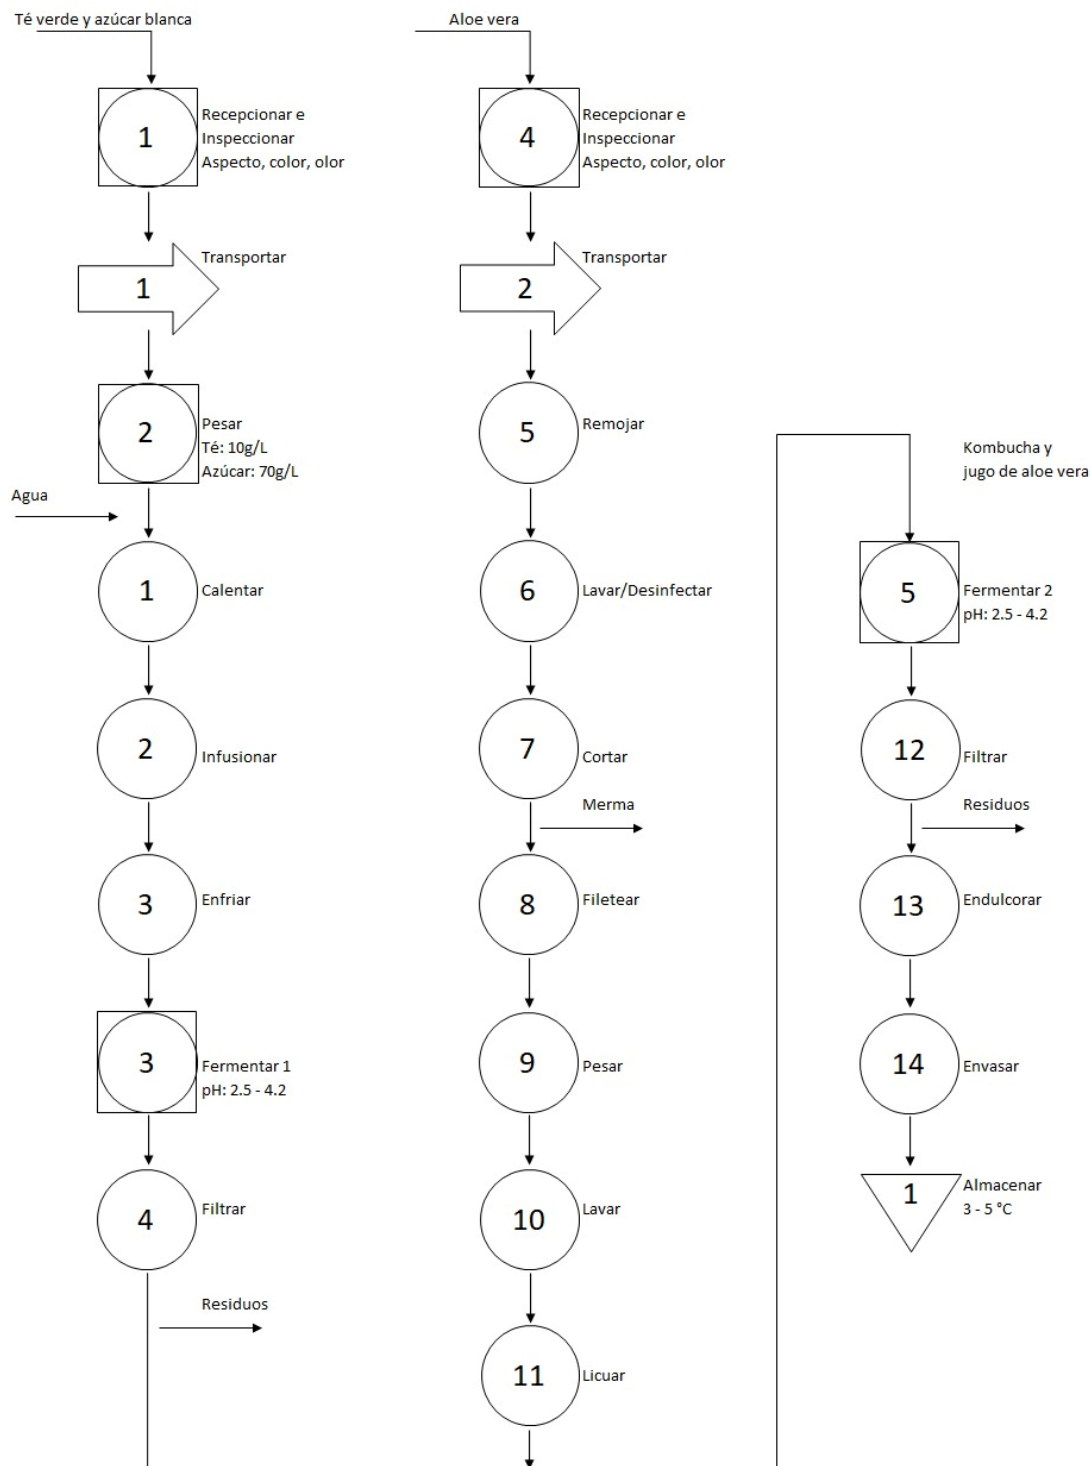 Té verde y azúcar blanca
1
Recepcionar e
Inspeccionar
Aspecto, color, olor
1
Transportar
2
Pesar
Té: 10g/L
Azúcar: 70g/L
Agua
1
Calentar
2
Infusionar
3
Enfriar
3
Fermentar 1
pH: 2.5 - 4.2
4
Filtrar
Residuos
Aloe vera
4
Recepcionar e
Inspeccionar
Aspecto, color, olor
2
Transportar
5
Remojar
6
Lavar/Desinfectar
7
Cortar
Merma
8
Filetear
9
Pesar
10
Lavar
11
Licuar
Kombucha y
jugo de aloe vera
5
Fermentar 2
pH: 2.5 - 4.2
12
Filtrar
Residuos
13
Endulcorar
14
Envasar
1
Almacenar
3 - 5 °C